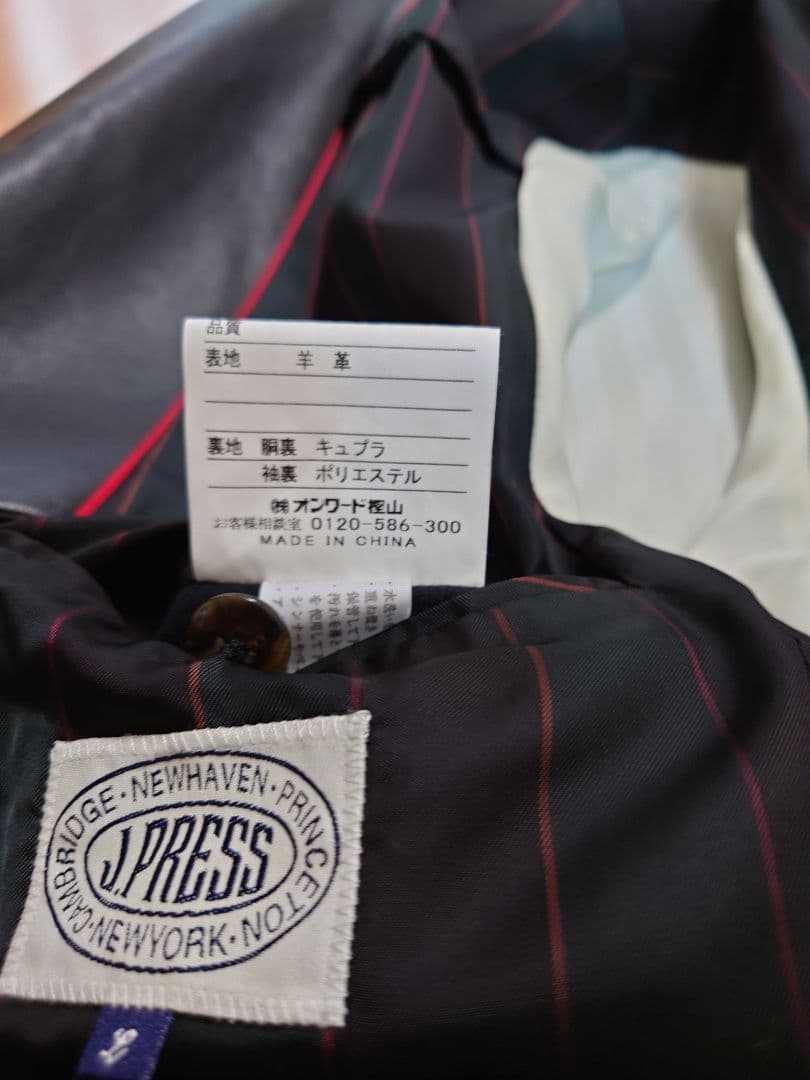 品質
表地 羊 革
裏地 胴裏 キュプラ
袖裏 ポリエステル
㈱オンワード樫山
お客様相談室 0120-586-300
MADE IN CHINA
・NEWHAVEN・PRINCETON・
J.PRESS
CAMBRIDGE・NEWYORK・